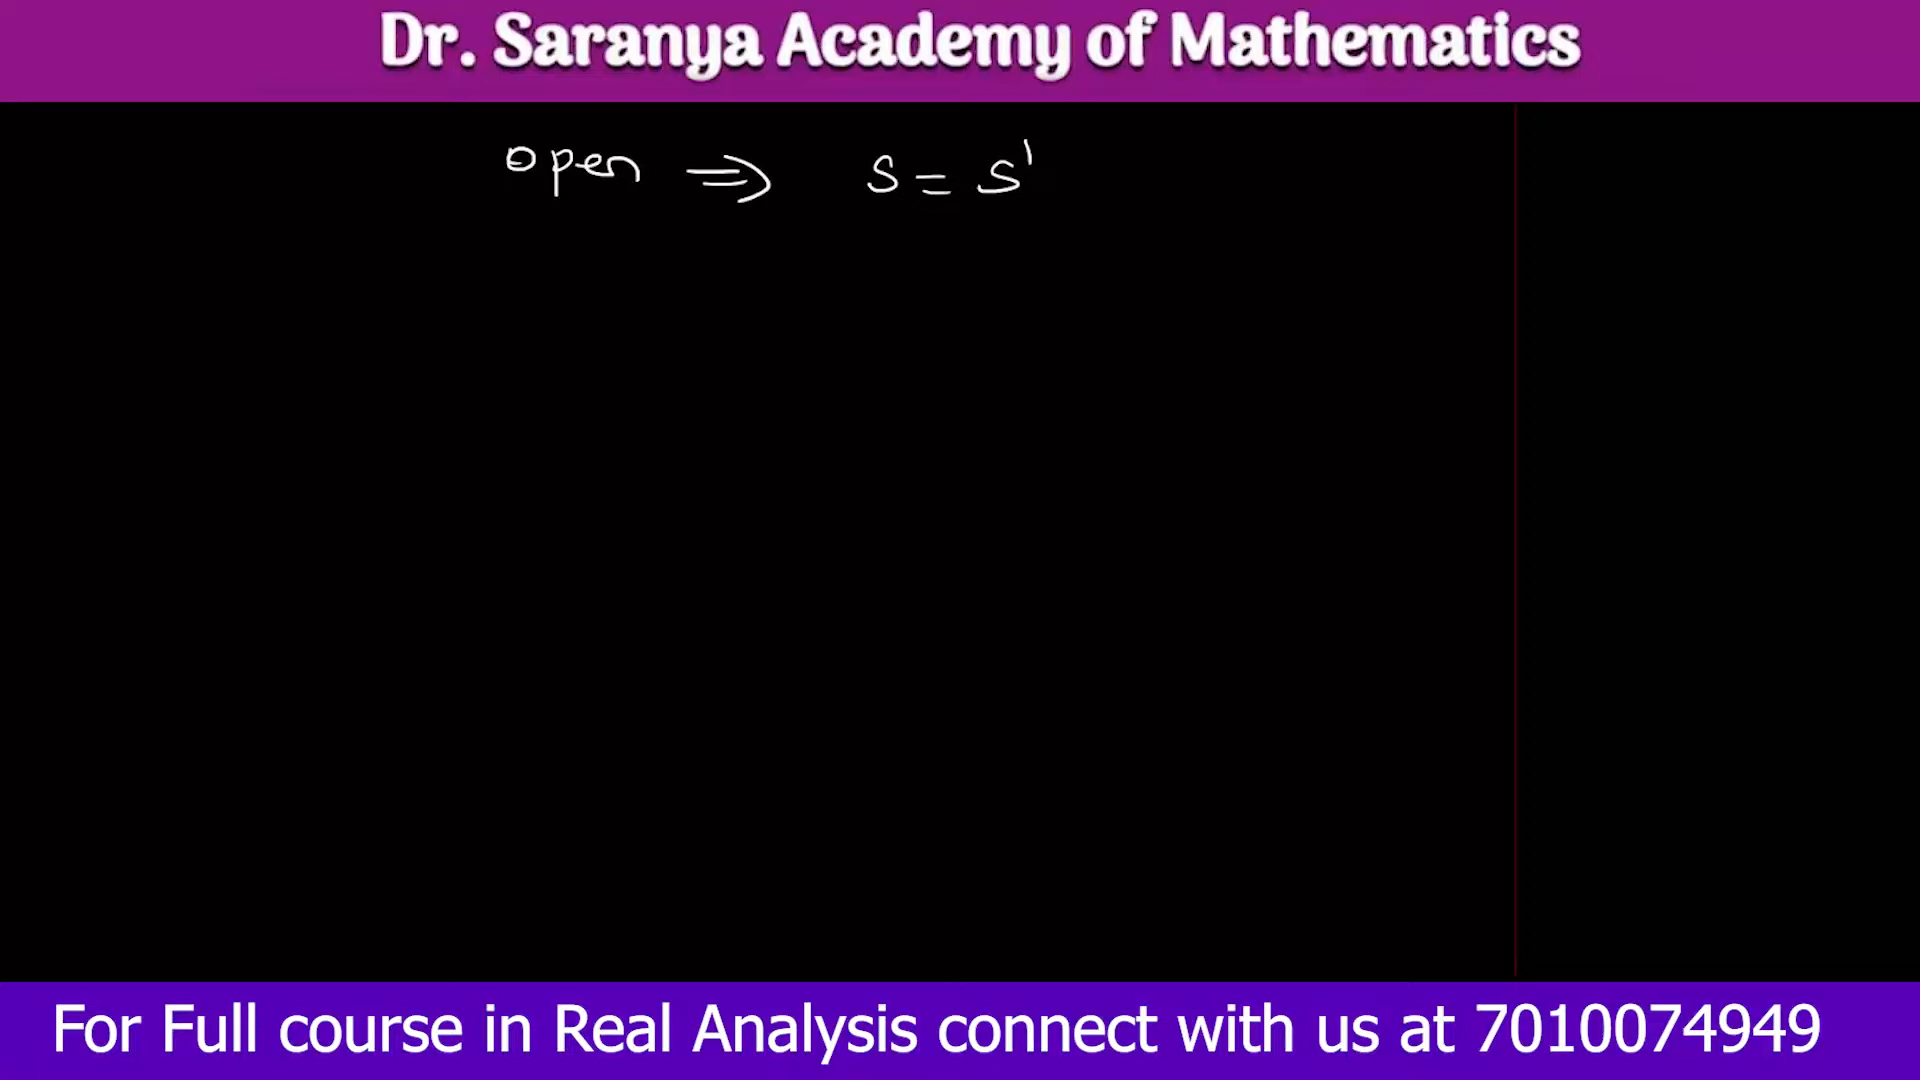 Dr. Saranya Academy of Mathematics
open ⇒ S = S'
For Full course in Real Analysis connect with us at 7010074949